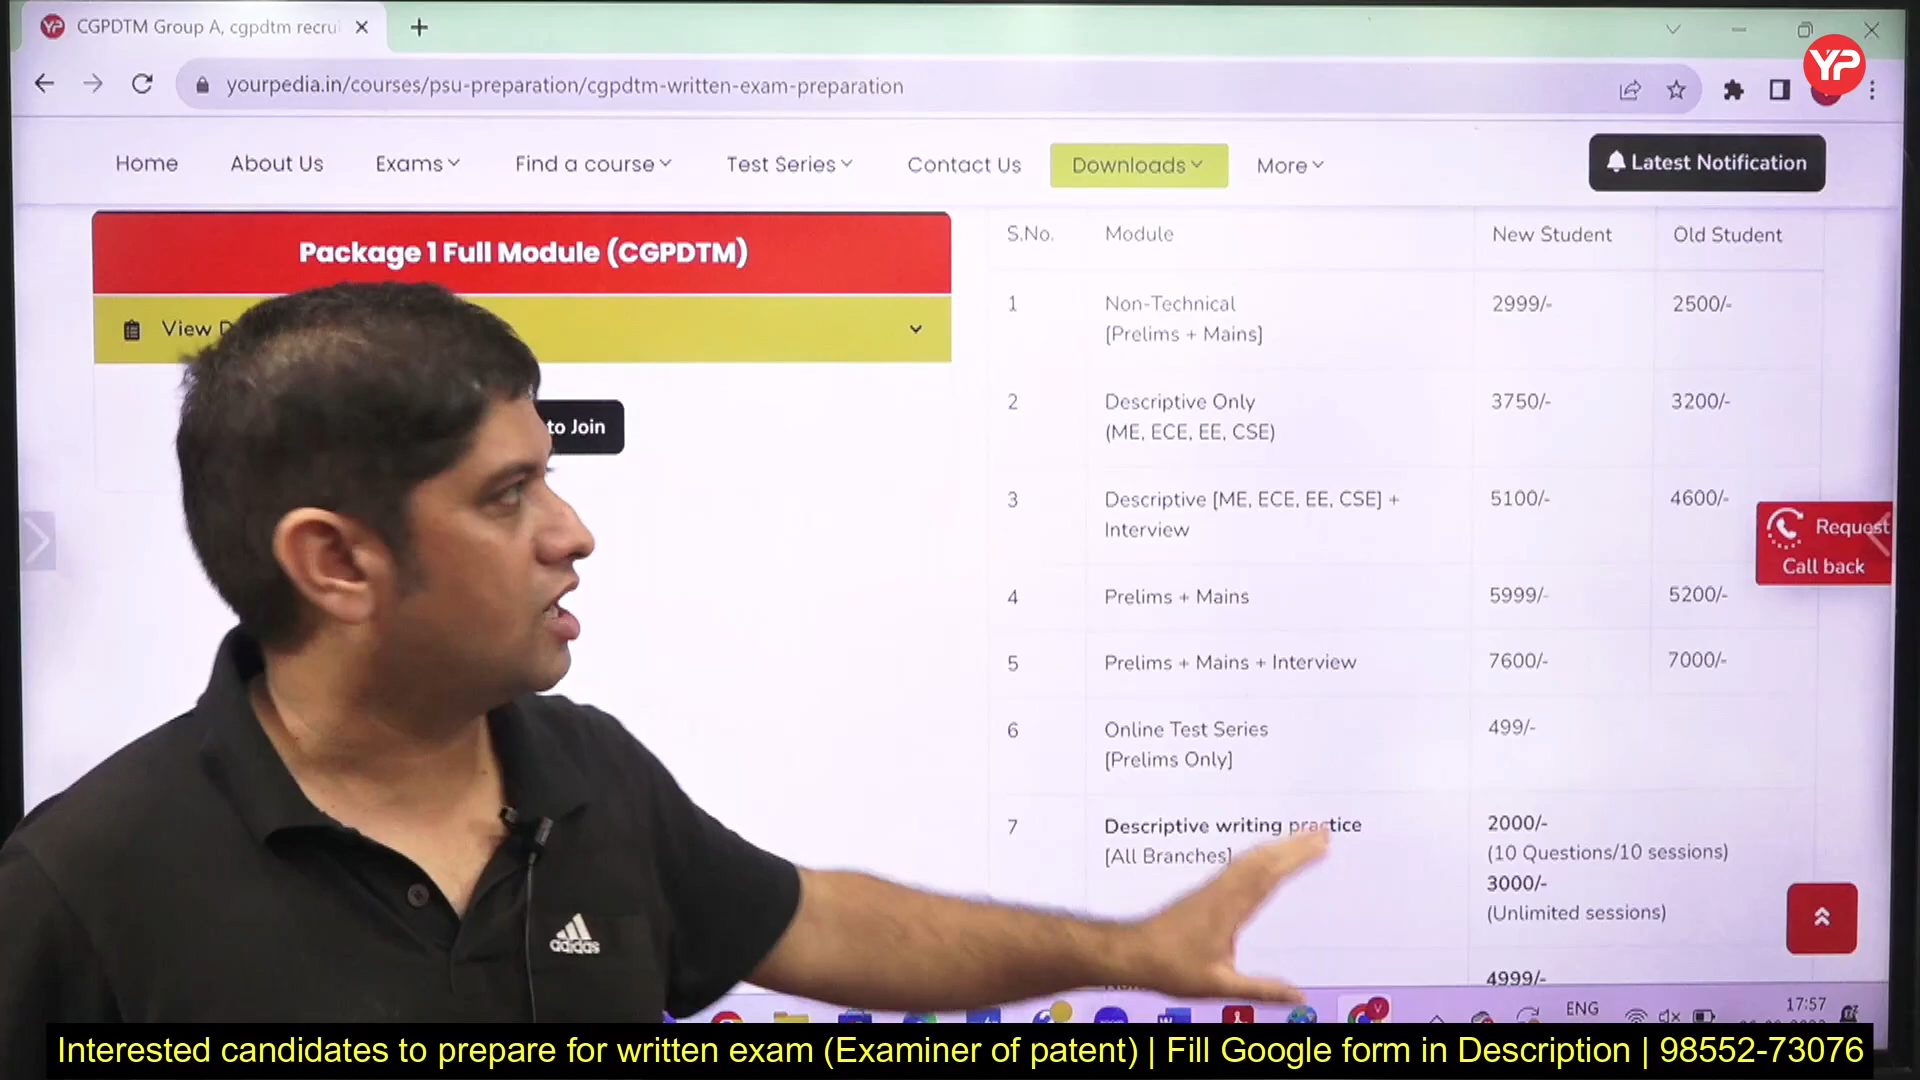 CGPDTM Group A, cgpdtm recru
YP
yourpedia.in/courses/psu-preparation/cgpdtm-written-exam-preparation
Home About Us Exams Find a course Test Series Contact Us Downloads More Latest Notification
Package 1 Full Module (CGPDTM)
View
to Join
S.No. Module New Student Old Student
1 Non-Technical 2999/- 2500/-
[Prelims + Mains]
2 Descriptive Only 3750/- 3200/-
(ME, ECE, EE, CSE)
3 Descriptive [ME, ECE, EE, CSE] + 5100/- 4600/-
Interview
4 Prelims + Mains 5999/- 5200/-
5 Prelims + Mains + Interview 7600/- 7000/-
6 Online Test Series 499/-
[Prelims Only]
7 Descriptive writing practice 2000/-
[All Branches] (10 Questions/10 sessions)
3000/-
(Unlimited sessions)
4999/-
Request
Call back
adidas
ENG
17:57
Interested candidates to prepare for written exam (Examiner of patent) | Fill Google form in Description | 98552-73076